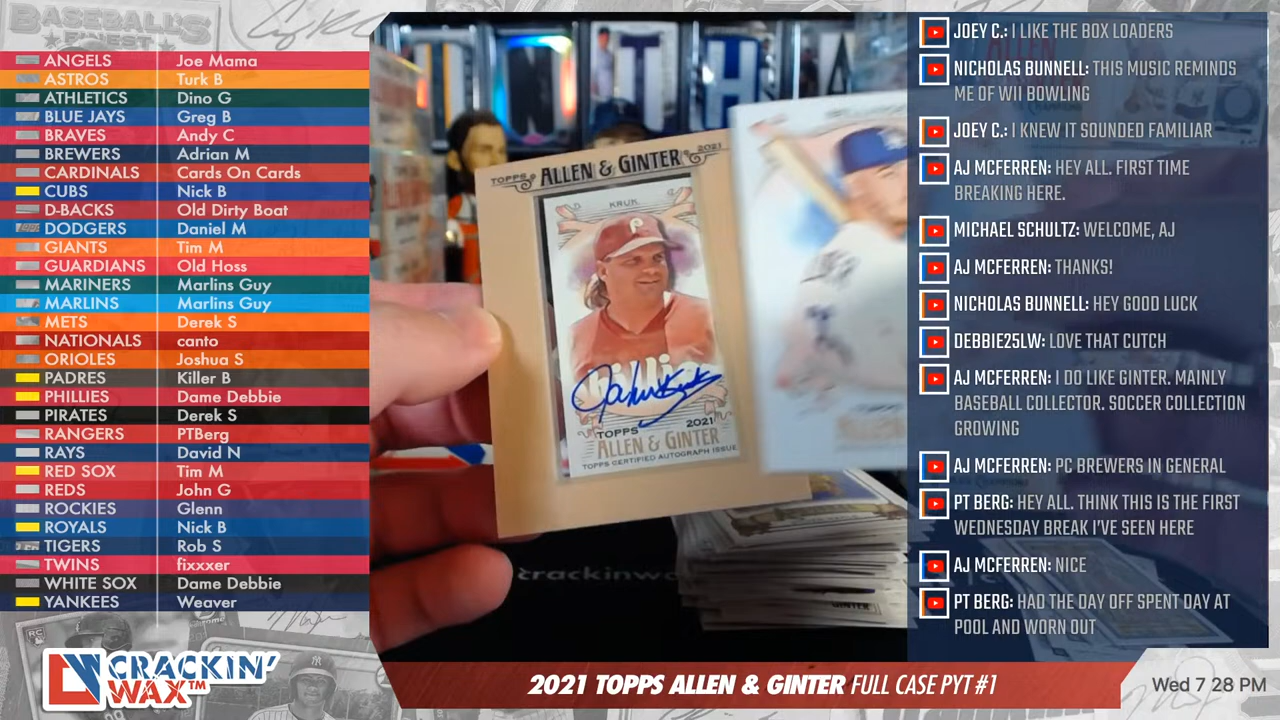 BASEBALL'S
FINEST
ANGELS Joe Mama
ASTROS Turk B
ATHLETICS Dino G
BLUE JAYS Greg B
BRAVES Andy C
BREWERS Adrian M
CARDINALS Cards On Cards
CUBS Nick B
D-BACKS Old Dirty Boat
DODGERS Daniel M
GIANTS Tim M
GUARDIANS Old Hoss
MARINERS Marlins Guy
MARLINS Marlins Guy
METS Derek S
NATIONALS canto
ORIOLES Joshua S
PADRES Killer B
PHILLIES Dame Debbie
PIRATES Derek S
RANGERS PTBerg
RAYS David N
RED SOX Tim M
REDS John G
ROCKIES Glenn
ROYALS Nick B
TIGERS Rob S
TWINS fixxxer
WHITE SOX Dame Debbie
YANKEES Weaver
RC
CRACKIN'
WAX™
TOPPS ALLEN & GINTER 2021
KRUK
P
John Kruk
TOPPS 2021
ALLEN & GINTER
TOPPS CERTIFIED AUTOGRAPH ISSUE
crackinwa
GINTER
JOEY C.: I LIKE THE BOX LOADERS
NICHOLAS BUNNELL: THIS MUSIC REMINDS
ME OF WII BOWLING
JOEY C.: I KNEW IT SOUNDED FAMILIAR
AJ MCFERREN: HEY ALL. FIRST TIME
BREAKING HERE.
MICHAEL SCHULTZ: WELCOME, AJ
AJ MCFERREN: THANKS!
NICHOLAS BUNNELL: HEY GOOD LUCK
DEBBIE25LW: LOVE THAT CUTCH
AJ MCFERREN: I DO LIKE GINTER. MAINLY
BASEBALL COLLECTOR. SOCCER COLLECTION
GROWING
AJ MCFERREN: PC BREWERS IN GENERAL
PT BERG: HEY ALL. THINK THIS IS THE FIRST
WEDNESDAY BREAK I'VE SEEN HERE
AJ MCFERREN: NICE
PT BERG: HAD THE DAY OFF SPENT DAY AT
POOL AND WORN OUT
2021 TOPPS ALLEN & GINTER FULL CASE PYT #1
Wed 7 28 PM